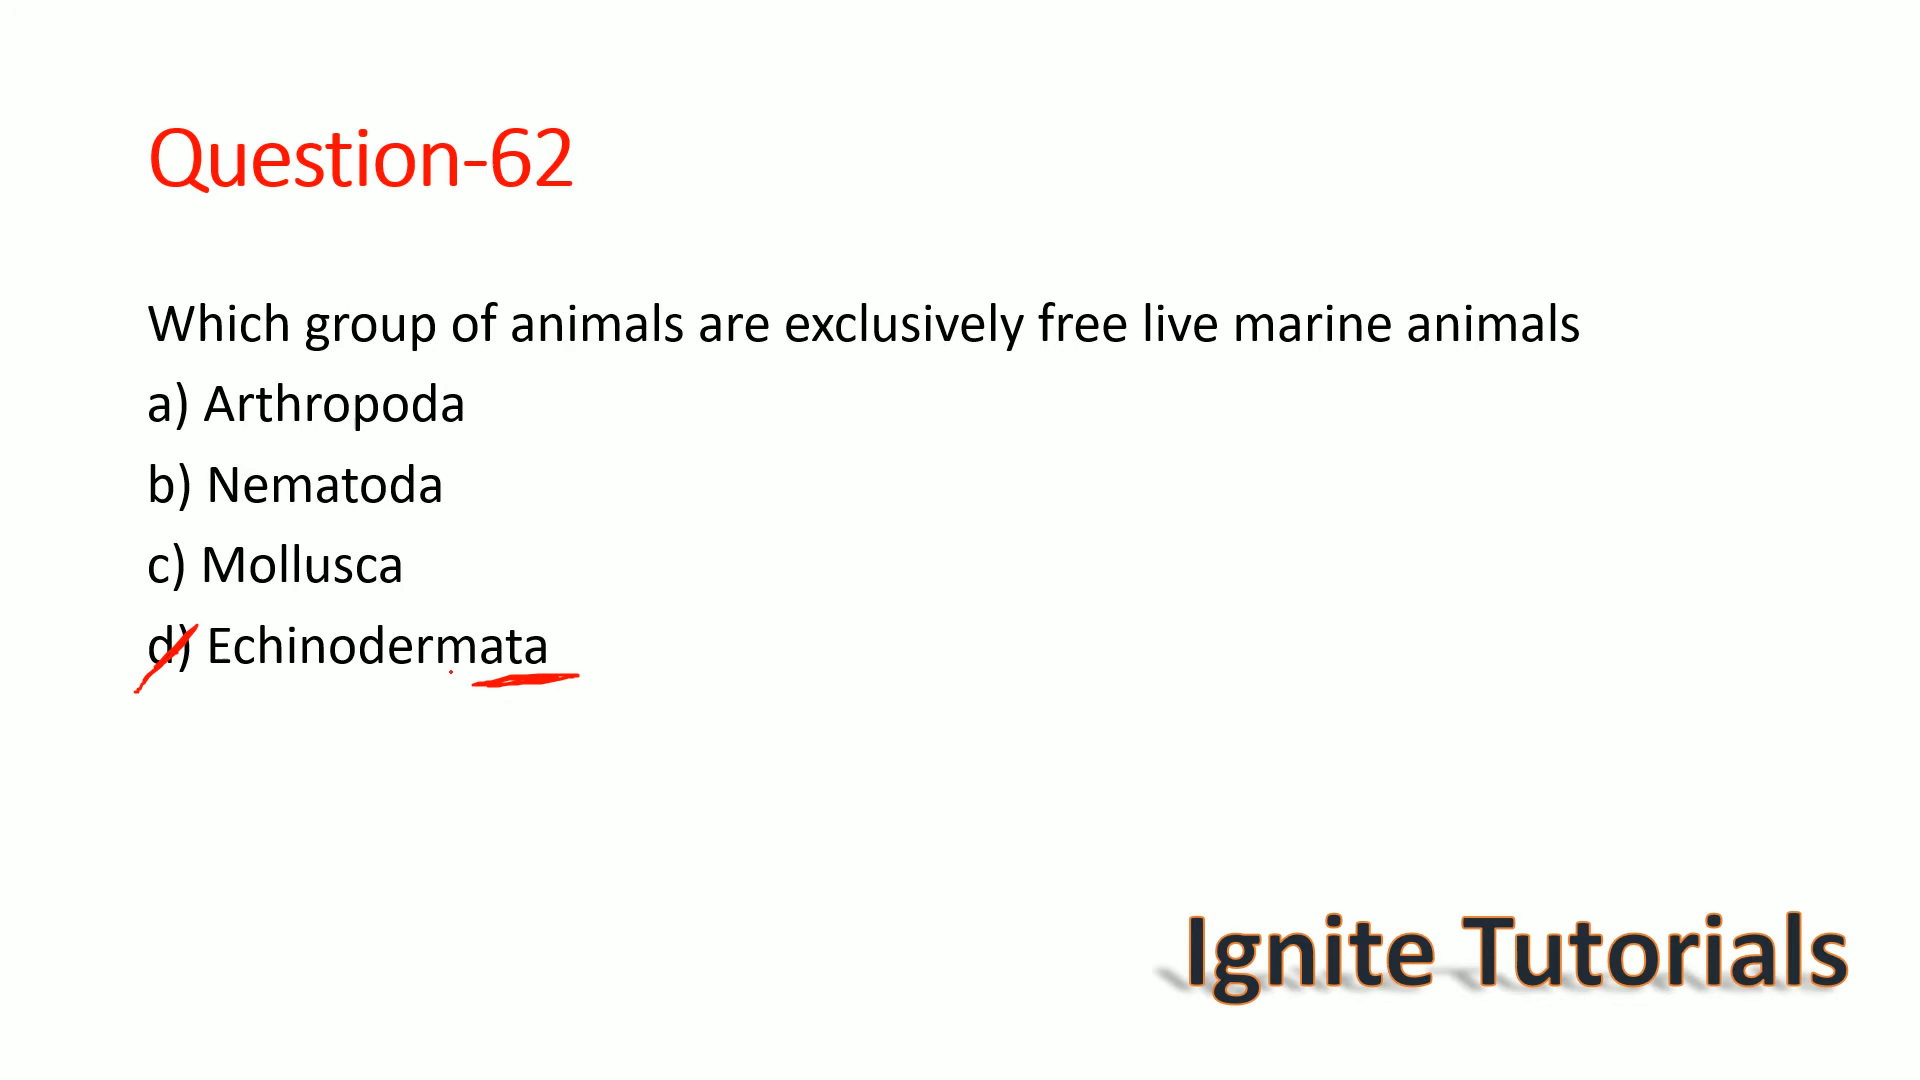 Question-62
Which group of animals are exclusively free live marine animals
a) Arthropoda
b) Nematoda
c) Mollusca
d) Echinodermata
Ignite Tutorials